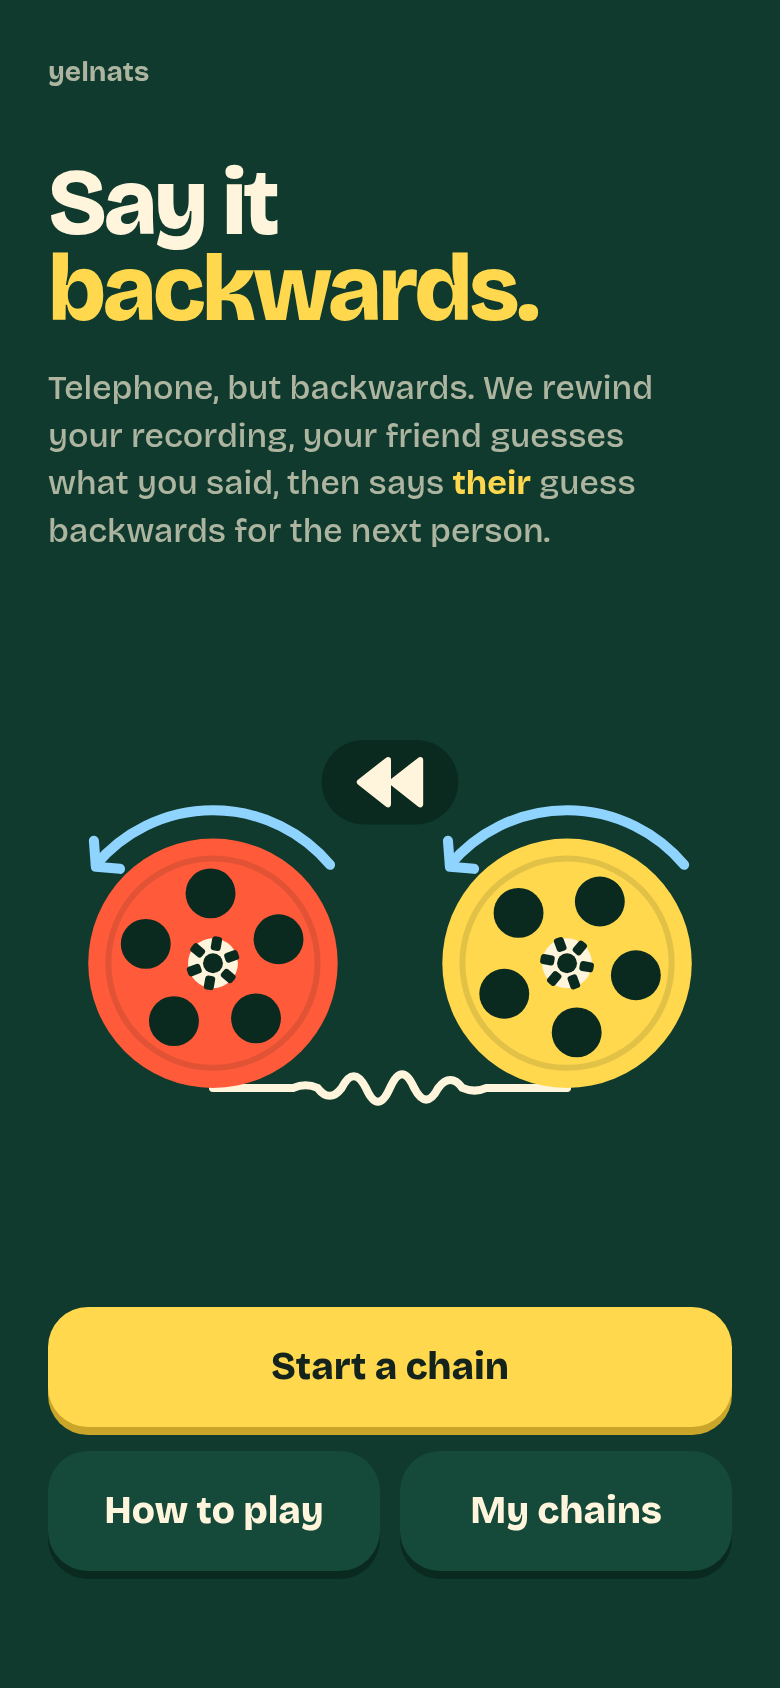 yelnats
Say it
backwards.
Telephone, but backwards. We rewind
your recording, your friend guesses
what you said, then says their guess
backwards for the next person.
Start a chain
How to play
My chains